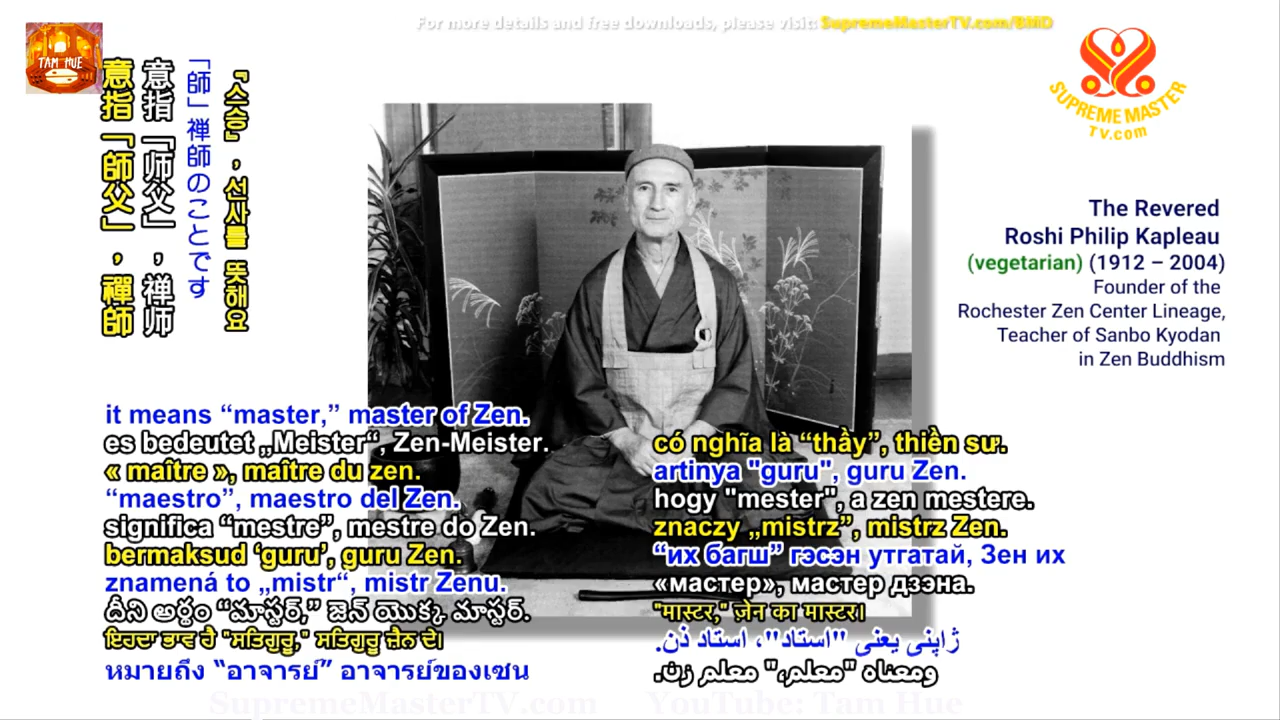 For more details and free downloads, please visit: SupremeMasterTV.com/BMD
TAM HUE
SUPREME MASTER
TV.com
『스승』, 선사를 뜻해요
「師」禅師のことです
意指「师父」，禅师
意指「師父」，禪師
The Revered
Roshi Philip Kapleau
(vegetarian) (1912 – 2004)
Founder of the
Rochester Zen Center Lineage,
Teacher of Sanbo Kyodan
in Zen Buddhism
it means “master,” master of Zen.
es bedeutet „Meister“, Zen-Meister.
« maître », maître du zen.
“maestro”, maestro del Zen.
significa “mestre”, mestre do Zen.
bermaksud ‘guru’, guru Zen.
znamená to „mistr“, mistr Zenu.
దీని అర్థం “మాస్టర్,” జెన్ యొక్క మాస్టర్.
ਇਹਦਾ ਭਾਵ ਹੈ "ਸਤਿਗੁਰੂ," ਸਤਿਗੁਰੂ ਜ਼ੈਨ ਦੇ।
หมายถึง “อาจารย์” อาจารย์ของเซน
có nghĩa là “thầy”, thiền sư.
artinya "guru", guru Zen.
hogy "mester", a zen mestere.
znaczy „mistrz”, mistrz Zen.
“их багш” гэсэн утгатай, Зен их
«мастер», мастер дзэна.
"मास्टर," ज़ेन का मास्टर।
ژاپنی یعنی "استاد"، استاد ذن.
ومعناه "معلم،" معلم زن.
SupremeMasterTV.com YouTube: Tam Hue